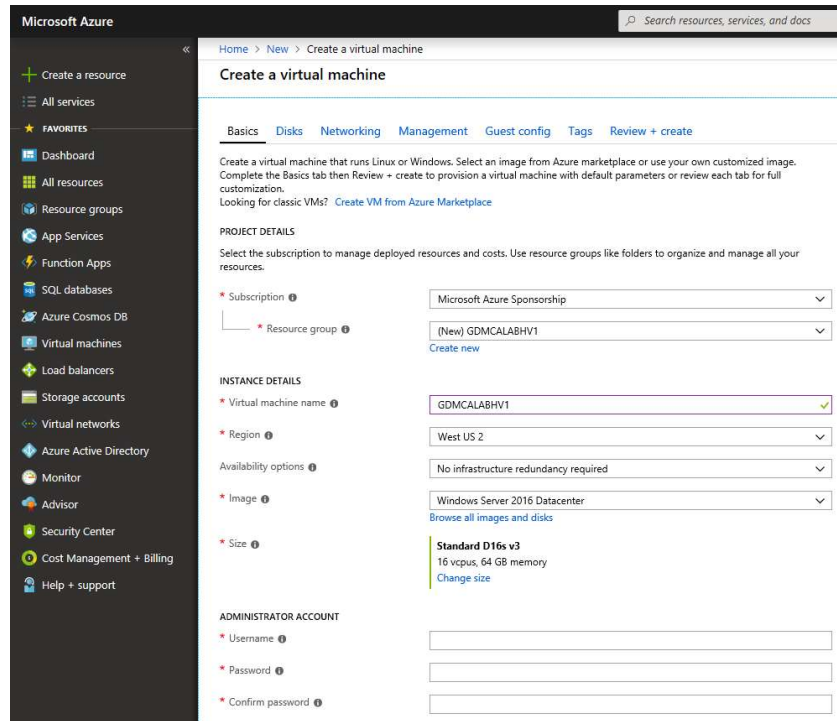 Microsoft Azure
Search resources, services, and docs
«
Create a resource
All services
FAVORITES
Dashboard
All resources
Resource groups
App Services
Function Apps
SQL databases
Azure Cosmos DB
Virtual machines
Load balancers
Storage accounts
Virtual networks
Azure Active Directory
Monitor
Advisor
Security Center
Cost Management + Billing
Help + support
Home > New > Create a virtual machine
Create a virtual machine
Basics Disks Networking Management Guest config Tags Review + create
Create a virtual machine that runs Linux or Windows. Select an image from Azure marketplace or use your own customized image.
Complete the Basics tab then Review + create to provision a virtual machine with default parameters or review each tab for full
customization.
Looking for classic VMs? Create VM from Azure Marketplace
PROJECT DETAILS
Select the subscription to manage deployed resources and costs. Use resource groups like folders to organize and manage all your
resources.
* Subscription Microsoft Azure Sponsorship
* Resource group (New) GDMCALABHV1
Create new
INSTANCE DETAILS
* Virtual machine name GDMCALABHV1
* Region West US 2
Availability options No infrastructure redundancy required
* Image Windows Server 2016 Datacenter
Browse all images and disks
* Size Standard D16s v3
16 vcpus, 64 GB memory
Change size
ADMINISTRATOR ACCOUNT
* Username
* Password
* Confirm password